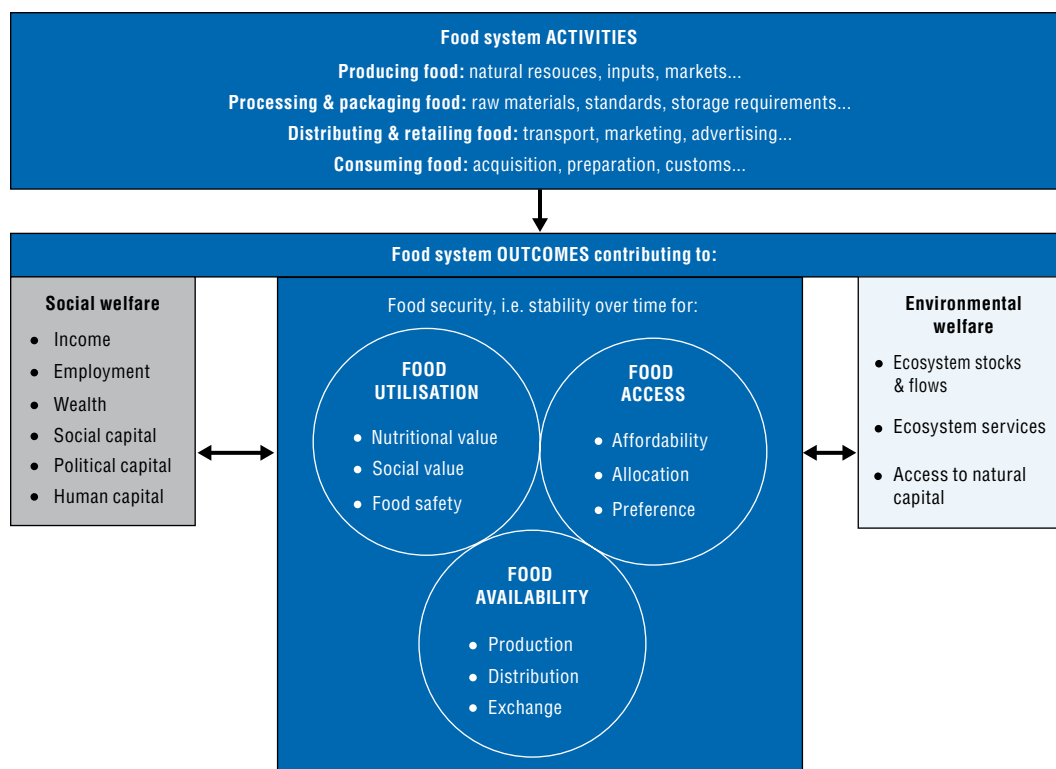 Food system ACTIVITIES
Producing food: natural resouces, inputs, markets...
Processing & packaging food: raw materials, standards, storage requirements...
Distributing & retailing food: transport, marketing, advertising...
Consuming food: acquisition, preparation, customs...
Food system OUTCOMES contributing to:
Social welfare
● Income
● Employment
● Wealth
● Social capital
● Political capital
● Human capital
Food security, i.e. stability over time for:
FOOD
UTILISATION
● Nutritional value
● Social value
● Food safety
FOOD
ACCESS
● Affordability
● Allocation
● Preference
FOOD
AVAILABILITY
● Production
● Distribution
● Exchange
Environmental
welfare
● Ecosystem stocks
& flows
● Ecosystem services
● Access to natural
capital